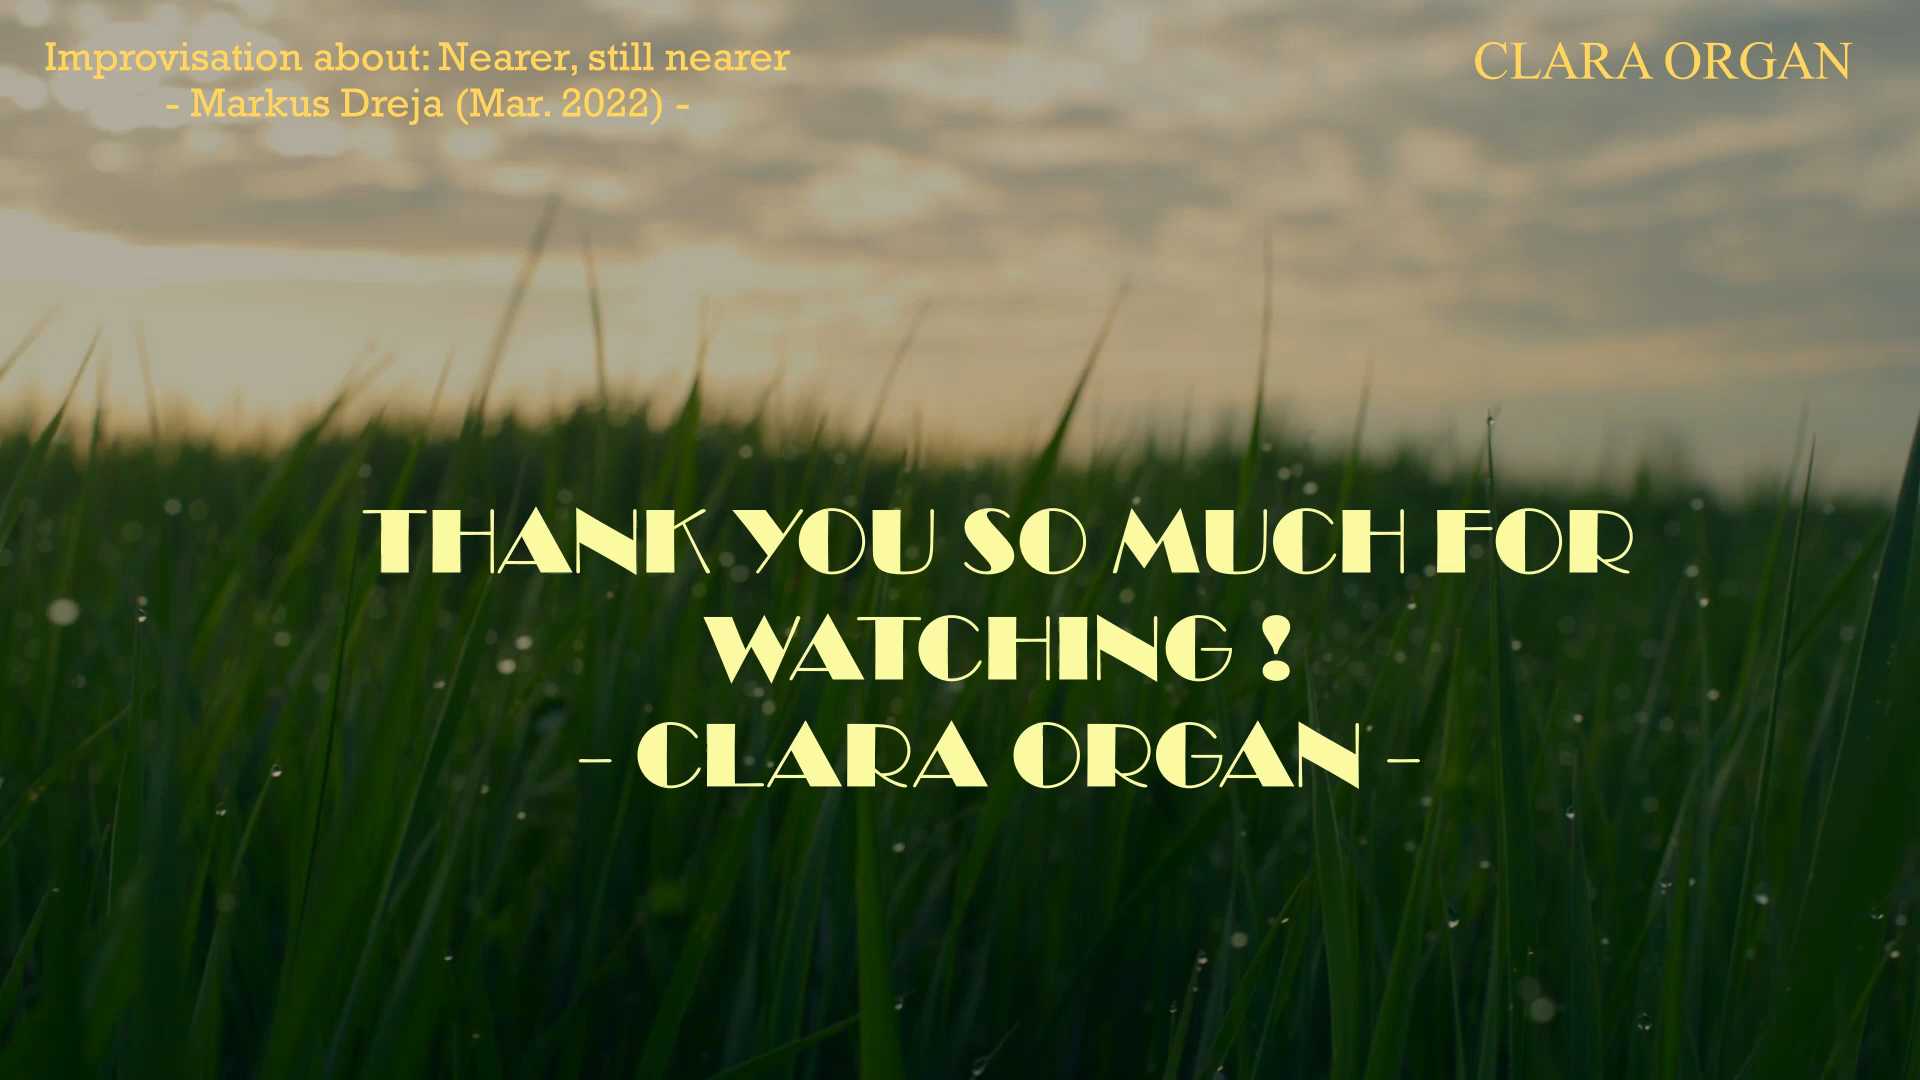 Improvisation about: Nearer, still nearer
- Markus Dreja (Mar. 2022) -
CLARA ORGAN
THANK YOU SO MUCH FOR
WATCHING !
- CLARA ORGAN -